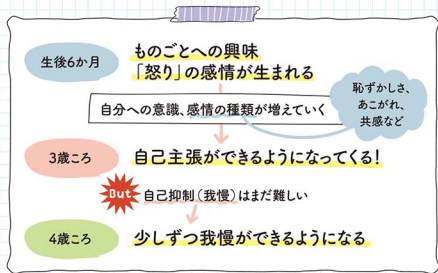 生後6か月
ものごとへの興味
「怒り」の感情が生まれる
自分への意識、感情の種類が増えていく
恥ずかしさ、
あこがれ、
共感など
3歳ころ
自己主張ができるようになってくる!
But
自己抑制(我慢)はまだ難しい
4歳ころ
少しずつ我慢ができるようになる